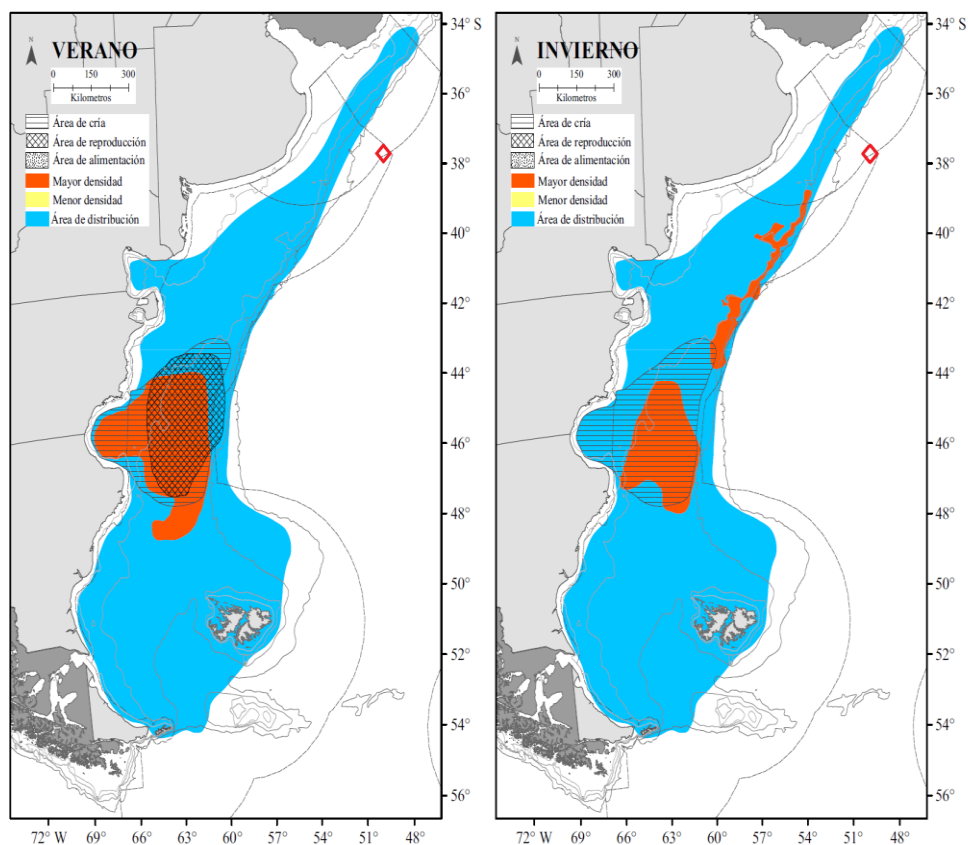 N
VERANO
0 150 300
Kilometros
Área de cría
Área de reproducción
Área de alimentación
Mayor densidad
Menor densidad
Área de distribución
72° W 69° 66° 63° 60° 57° 54° 51° 48°
N
INVIERNO
0 150 300
Kilometros
Área de cría
Área de reproducción
Área de alimentación
Mayor densidad
Menor densidad
Área de distribución
72° W 69° 66° 63° 60° 57° 54° 51° 48°
34° S
36°
38°
40°
42°
44°
46°
48°
50°
52°
54°
56°
34° S
36°
38°
40°
42°
44°
46°
48°
50°
52°
54°
56°